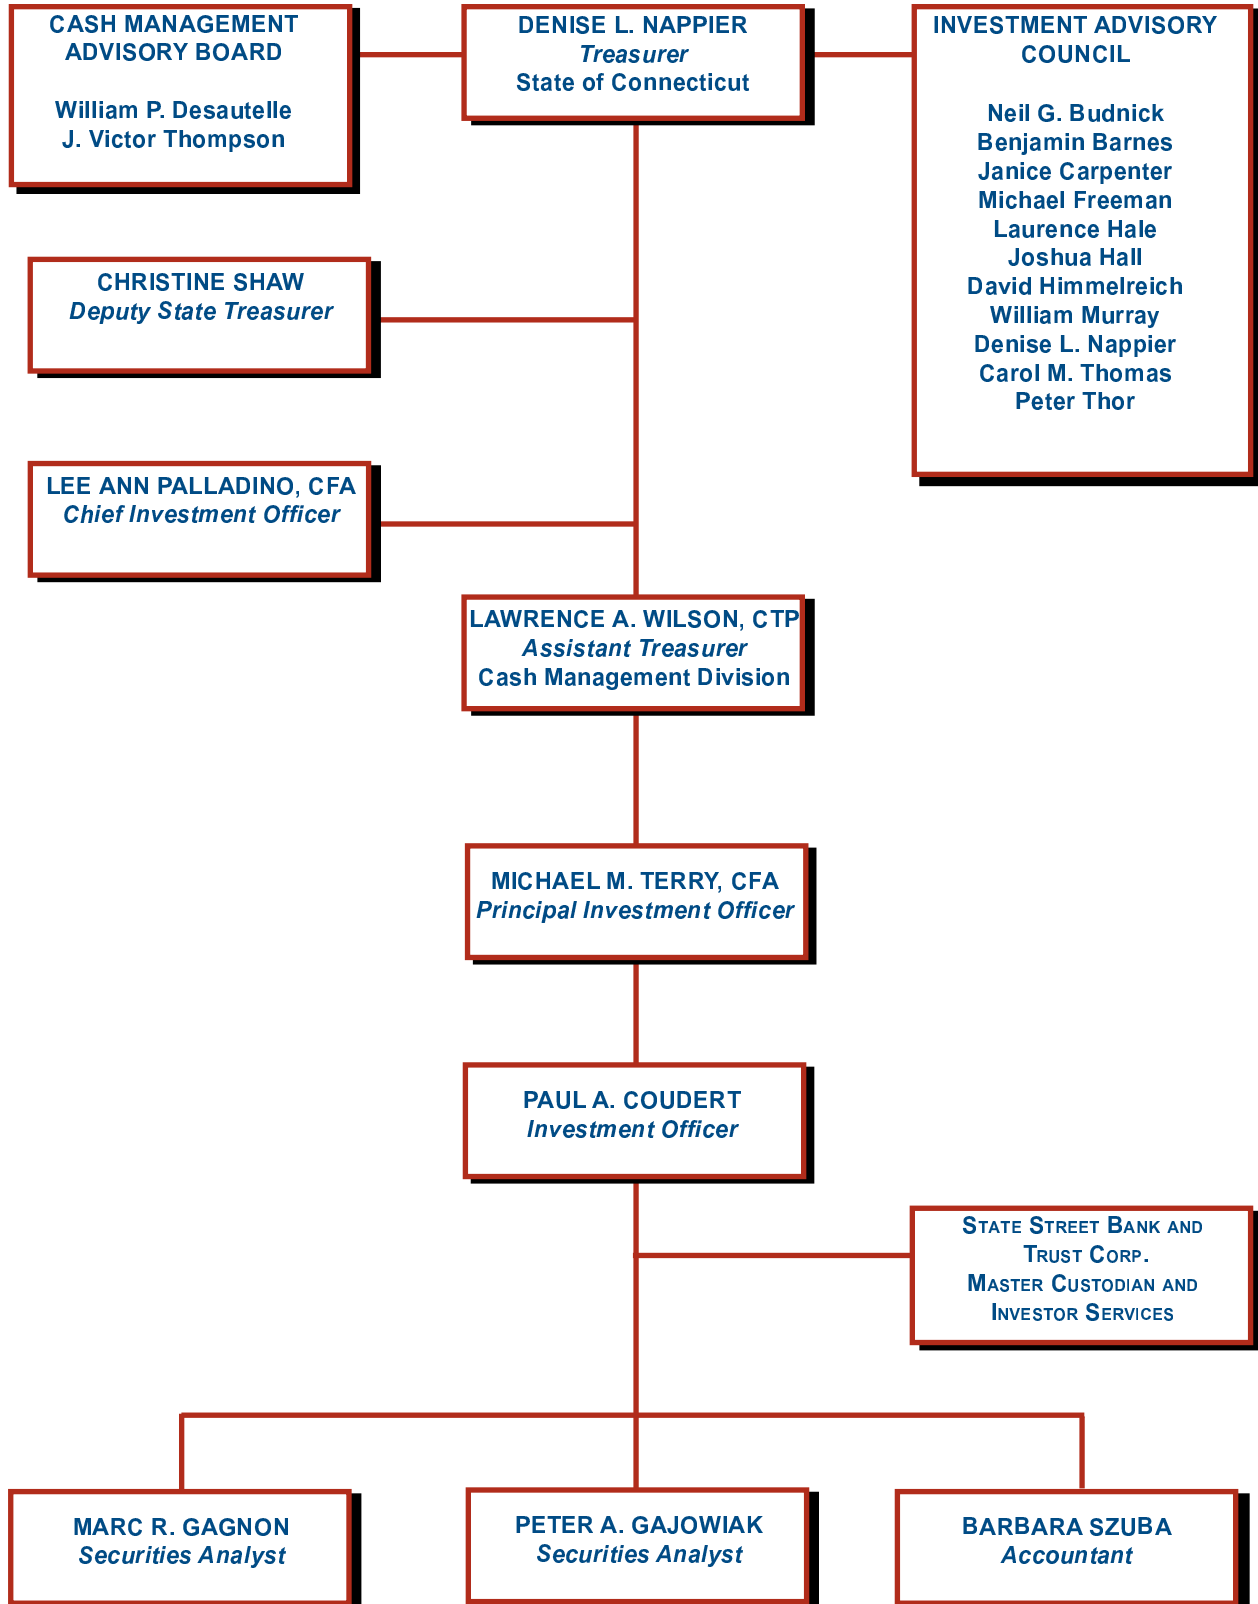 CASH MANAGEMENT
ADVISORY BOARD
William P. Desautelle
J. Victor Thompson
DENISE L. NAPPIER
Treasurer
State of Connecticut
INVESTMENT ADVISORY
COUNCIL
Neil G. Budnick
Benjamin Barnes
Janice Carpenter
Michael Freeman
Laurence Hale
Joshua Hall
David Himmelreich
William Murray
Denise L. Nappier
Carol M. Thomas
Peter Thor
CHRISTINE SHAW
Deputy State Treasurer
LEE ANN PALLADINO, CFA
Chief Investment Officer
LAWRENCE A. WILSON, CTP
Assistant Treasurer
Cash Management Division
MICHAEL M. TERRY, CFA
Principal Investment Officer
PAUL A. COUDERT
Investment Officer
STATE STREET BANK AND
TRUST CORP.
MASTER CUSTODIAN AND
INVESTOR SERVICES
MARC R. GAGNON
Securities Analyst
PETER A. GAJOWIAK
Securities Analyst
BARBARA SZUBA
Accountant